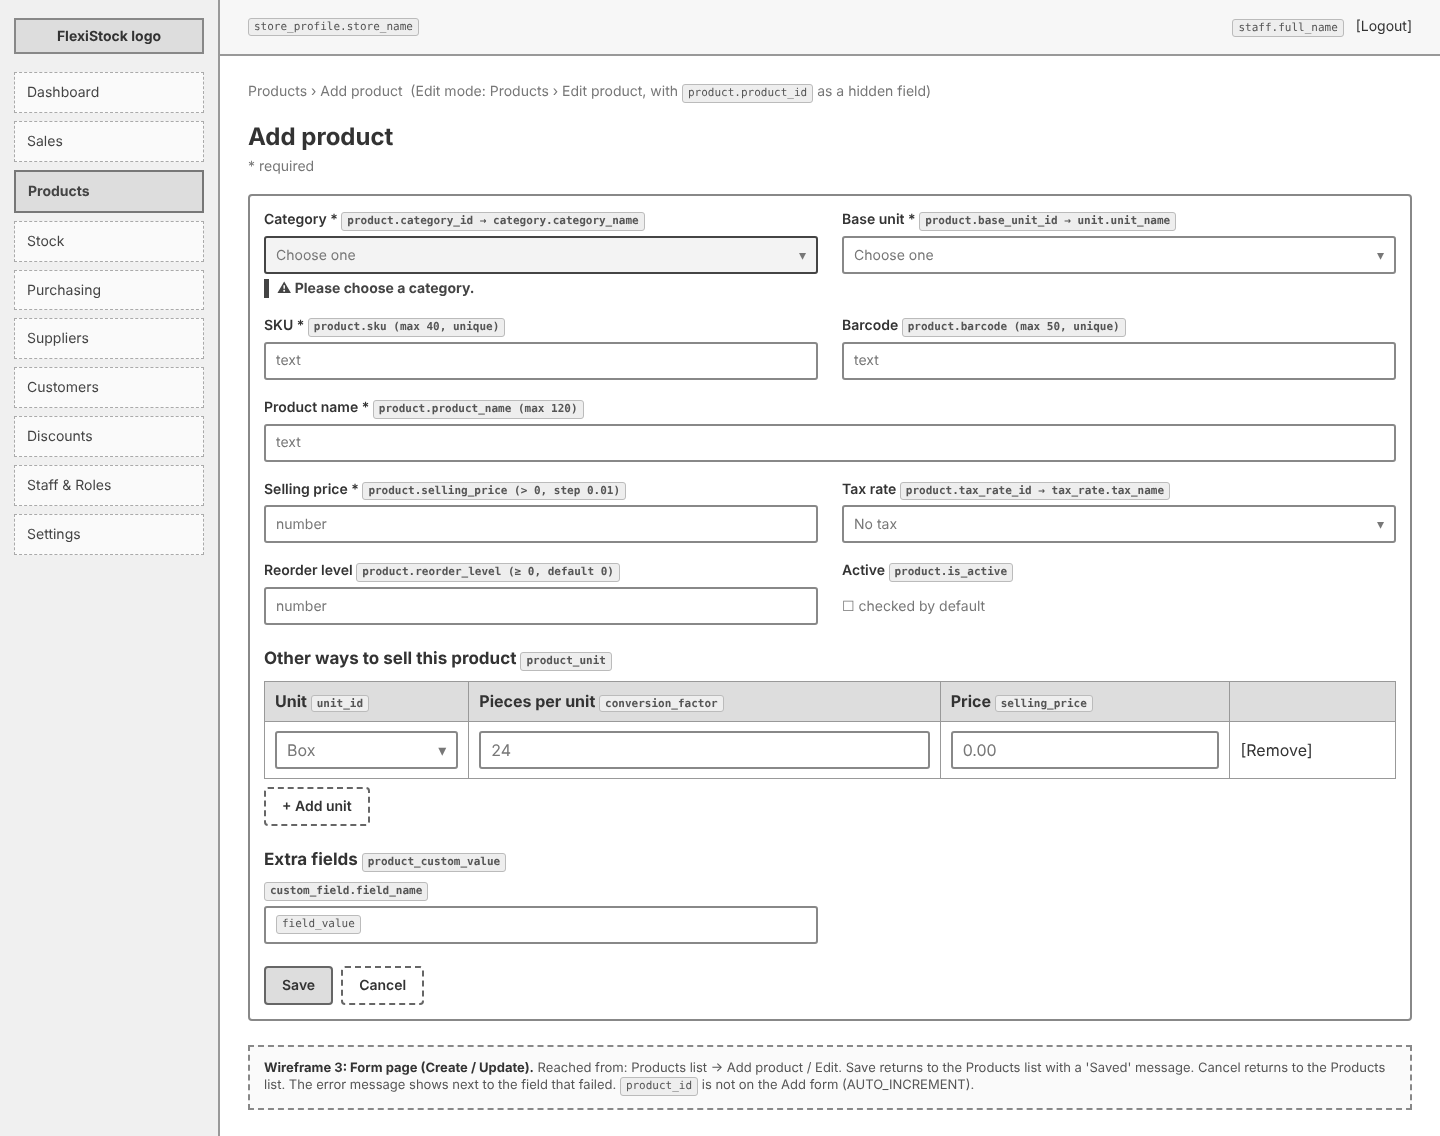 FlexiStock logo
Dashboard
Sales
Products
Stock
Purchasing
Suppliers
Customers
Discounts
Staff & Roles
Settings
store_profile.store_name
staff.full_name [Logout]
Products › Add product (Edit mode: Products › Edit product, with product.product_id as a hidden field)
Add product
* required
Category * product.category_id → category.category_name
Choose one ▾
⚠ Please choose a category.
Base unit * product.base_unit_id → unit.unit_name
Choose one ▾
SKU * product.sku (max 40, unique)
text
Barcode product.barcode (max 50, unique)
text
Product name * product.product_name (max 120)
text
Selling price * product.selling_price (> 0, step 0.01)
number
Tax rate product.tax_rate_id → tax_rate.tax_name
No tax ▾
Reorder level product.reorder_level (≥ 0, default 0)
number
Active product.is_active
☐ checked by default
Other ways to sell this product product_unit
Unit unit_id Pieces per unit conversion_factor Price selling_price
Box ▾ 24 0.00 [Remove]
+ Add unit
Extra fields product_custom_value
custom_field.field_name
field_value
Save Cancel
Wireframe 3: Form page (Create / Update). Reached from: Products list → Add product / Edit. Save returns to the Products list with a 'Saved' message. Cancel returns to the Products
list. The error message shows next to the field that failed. product_id is not on the Add form (AUTO_INCREMENT).